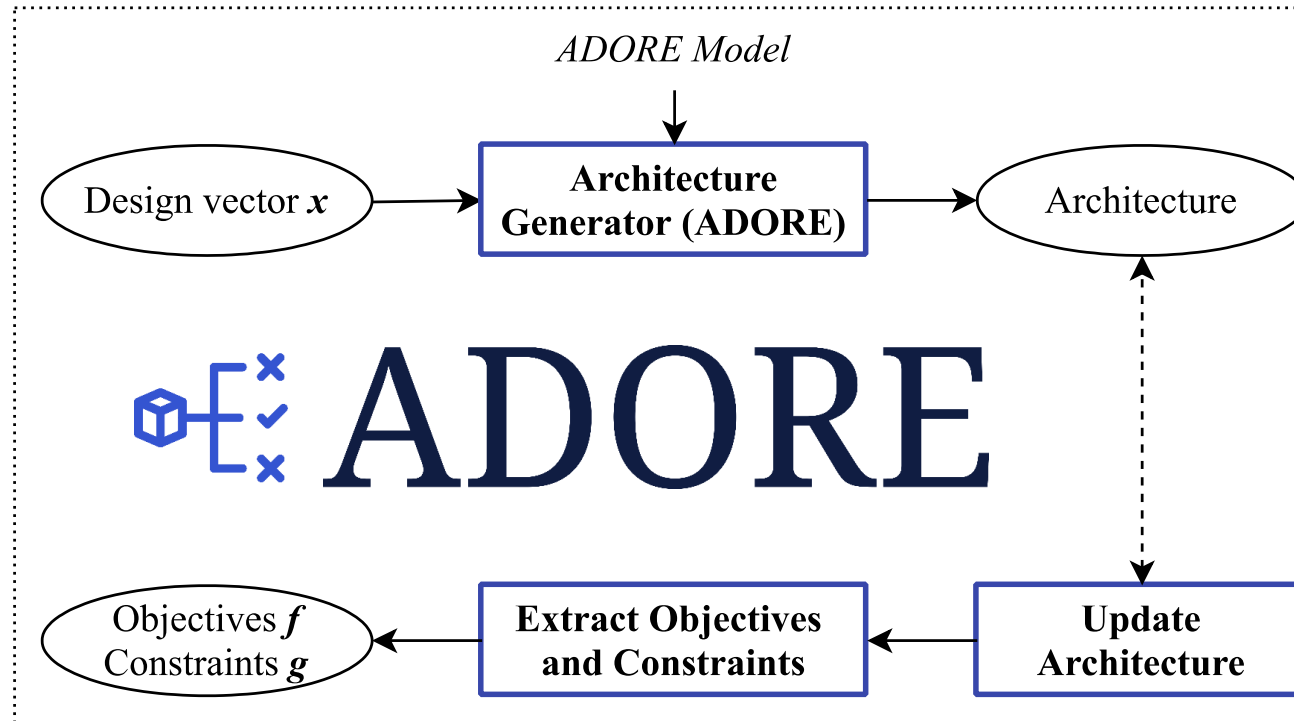 ADORE Model
Design vector x
Architecture
Generator (ADORE)
Architecture
ADORE
Objectives f
Constraints g
Extract Objectives
and Constraints
Update
Architecture